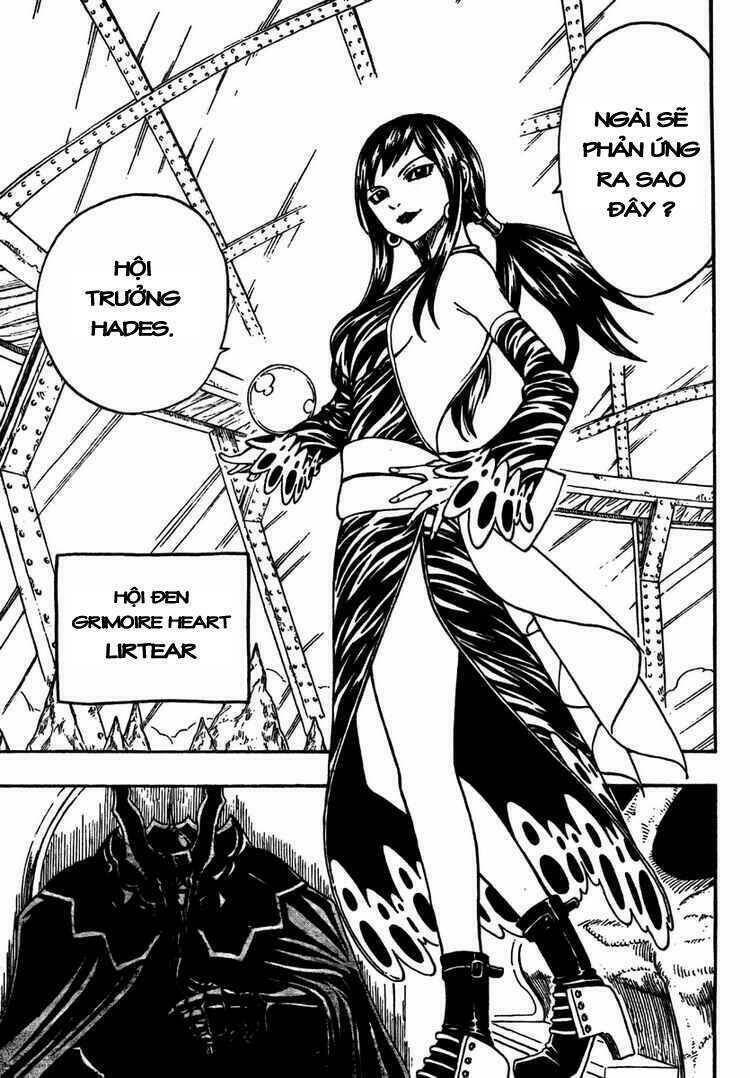 NGÀI SẼ
PHẢN ỨNG
RA SAO
ĐÂY ?
HỘI
TRƯỞNG
HADES.
HỘI ĐEN
GRIMOIRE HEART
LIRTEAR